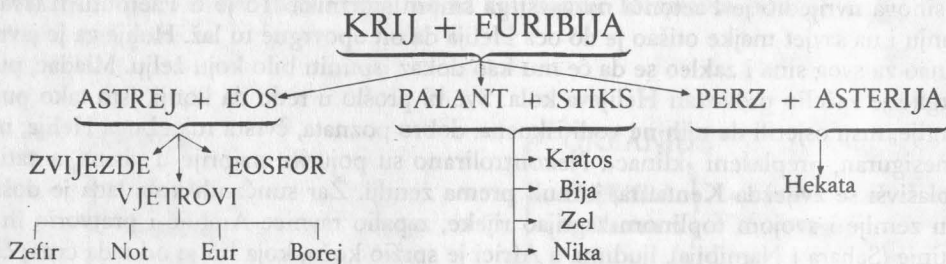 KRIJ + EURIBIJA
ASTREJ + EOS PALANT + STIKS PERZ + ASTERIJA
ZVIJEZDE EOSFOR Kratos
Hekata
VJETROVI Bija
Zel
Zefir Not Eur Borej Nika